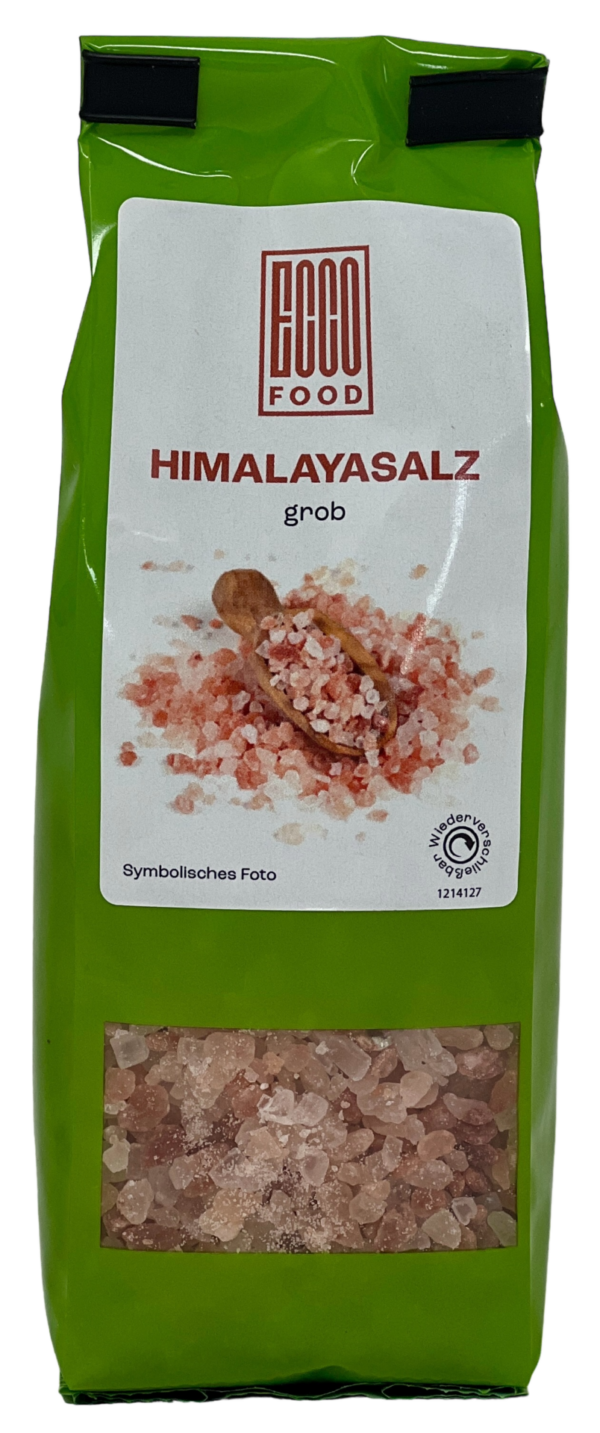 ECCO
FOOD
HIMALAYASALZ
grob
Wiederverschließbar
Symbolisches Foto
1214127